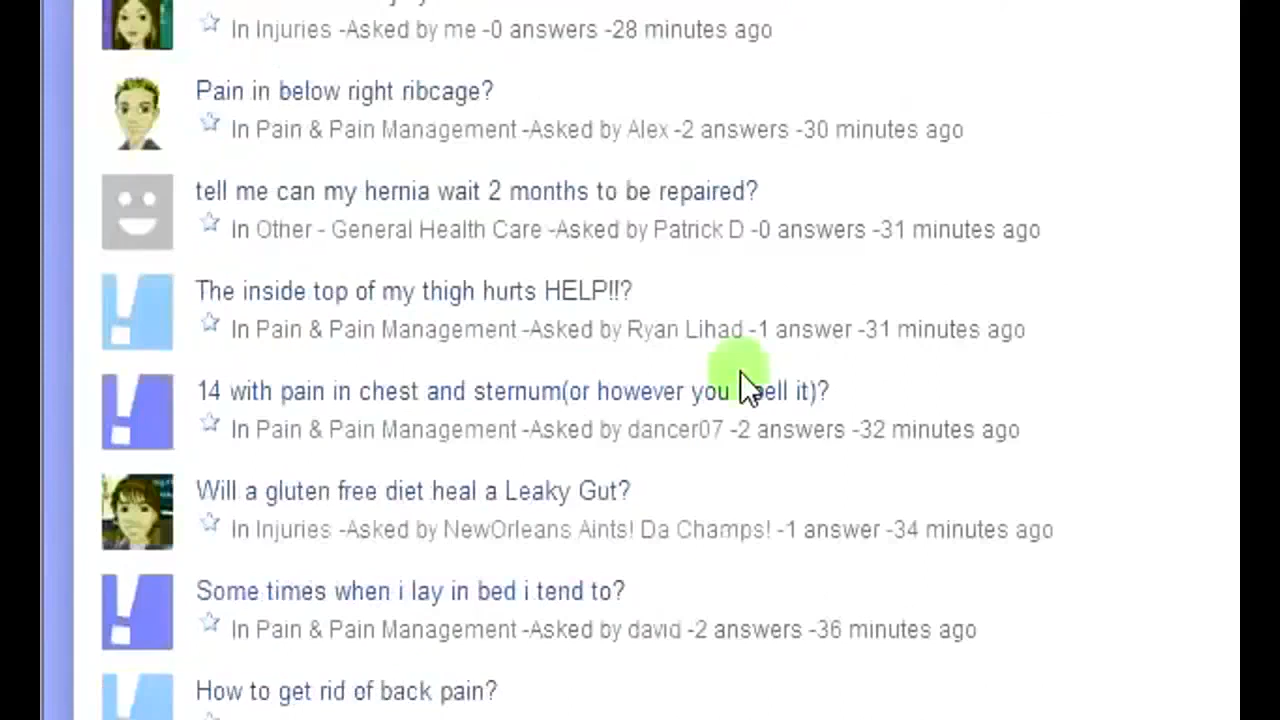 In Injuries -Asked by me -0 answers -28 minutes ago
Pain in below right ribcage?
In Pain & Pain Management -Asked by Alex -2 answers -30 minutes ago
tell me can my hernia wait 2 months to be repaired?
In Other - General Health Care -Asked by Patrick D -0 answers -31 minutes ago
The inside top of my thigh hurts HELP!!?
In Pain & Pain Management -Asked by Ryan Lihad -1 answer -31 minutes ago
14 with pain in chest and sternum(or however you ell it)?
In Pain & Pain Management -Asked by dancer07 -2 answers -32 minutes ago
Will a gluten free diet heal a Leaky Gut?
In Injuries -Asked by NewOrleans Aints! Da Champs! -1 answer -34 minutes ago
Some times when i lay in bed i tend to?
In Pain & Pain Management -Asked by david -2 answers -36 minutes ago
How to get rid of back pain?